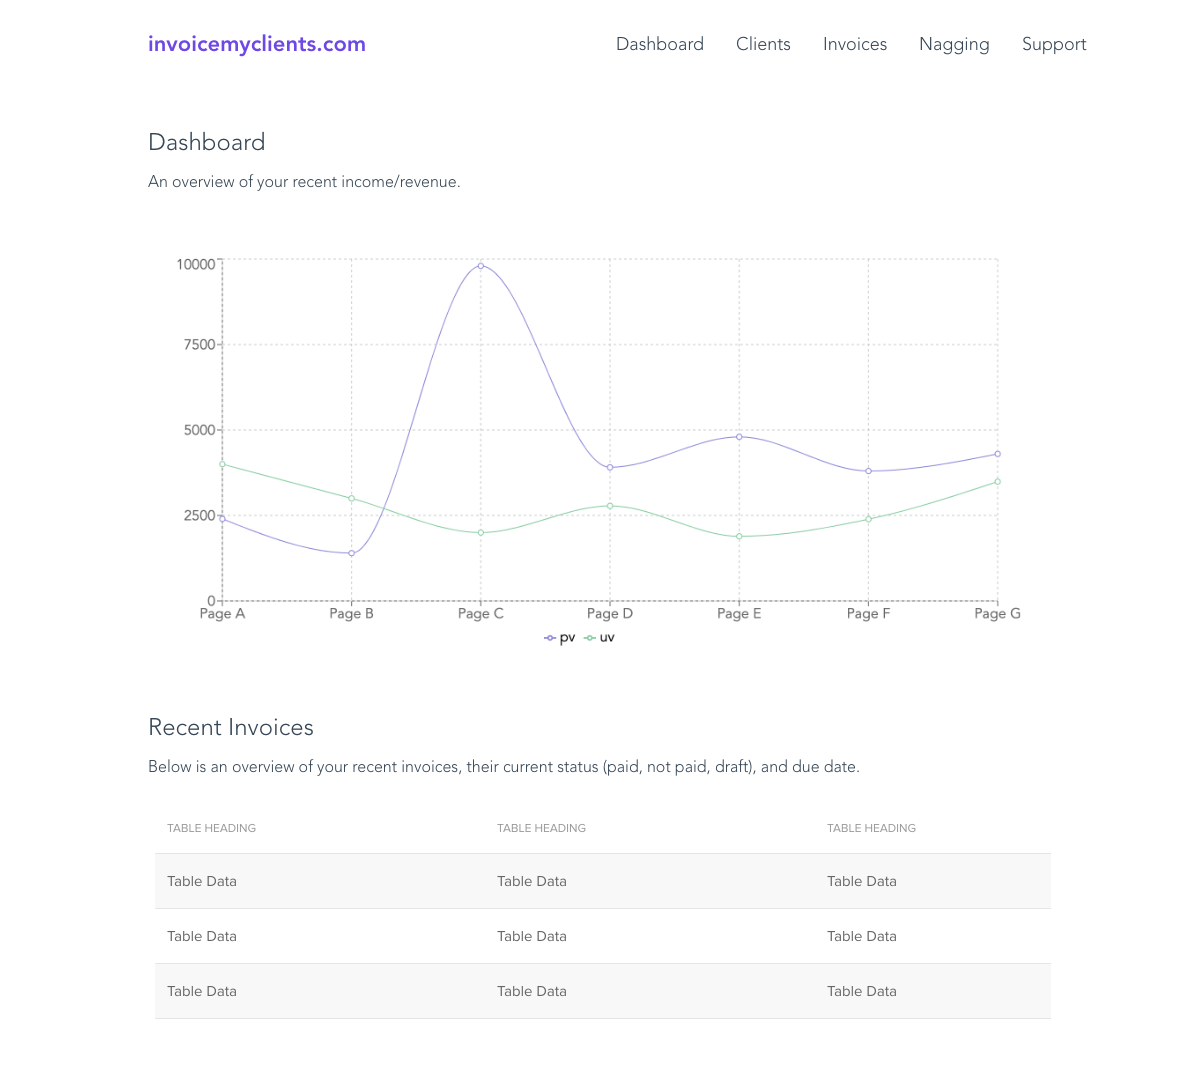 invoicemyclients.com Dashboard Clients Invoices Nagging Support
Dashboard
An overview of your recent income/revenue.
10000
7500
5000
2500
0
Page A Page B Page C Page D Page E Page F Page G
pv uv
Recent Invoices
Below is an overview of your recent invoices, their current status (paid, not paid, draft), and due date.
TABLE HEADING TABLE HEADING TABLE HEADING
Table Data Table Data Table Data
Table Data Table Data Table Data
Table Data Table Data Table Data